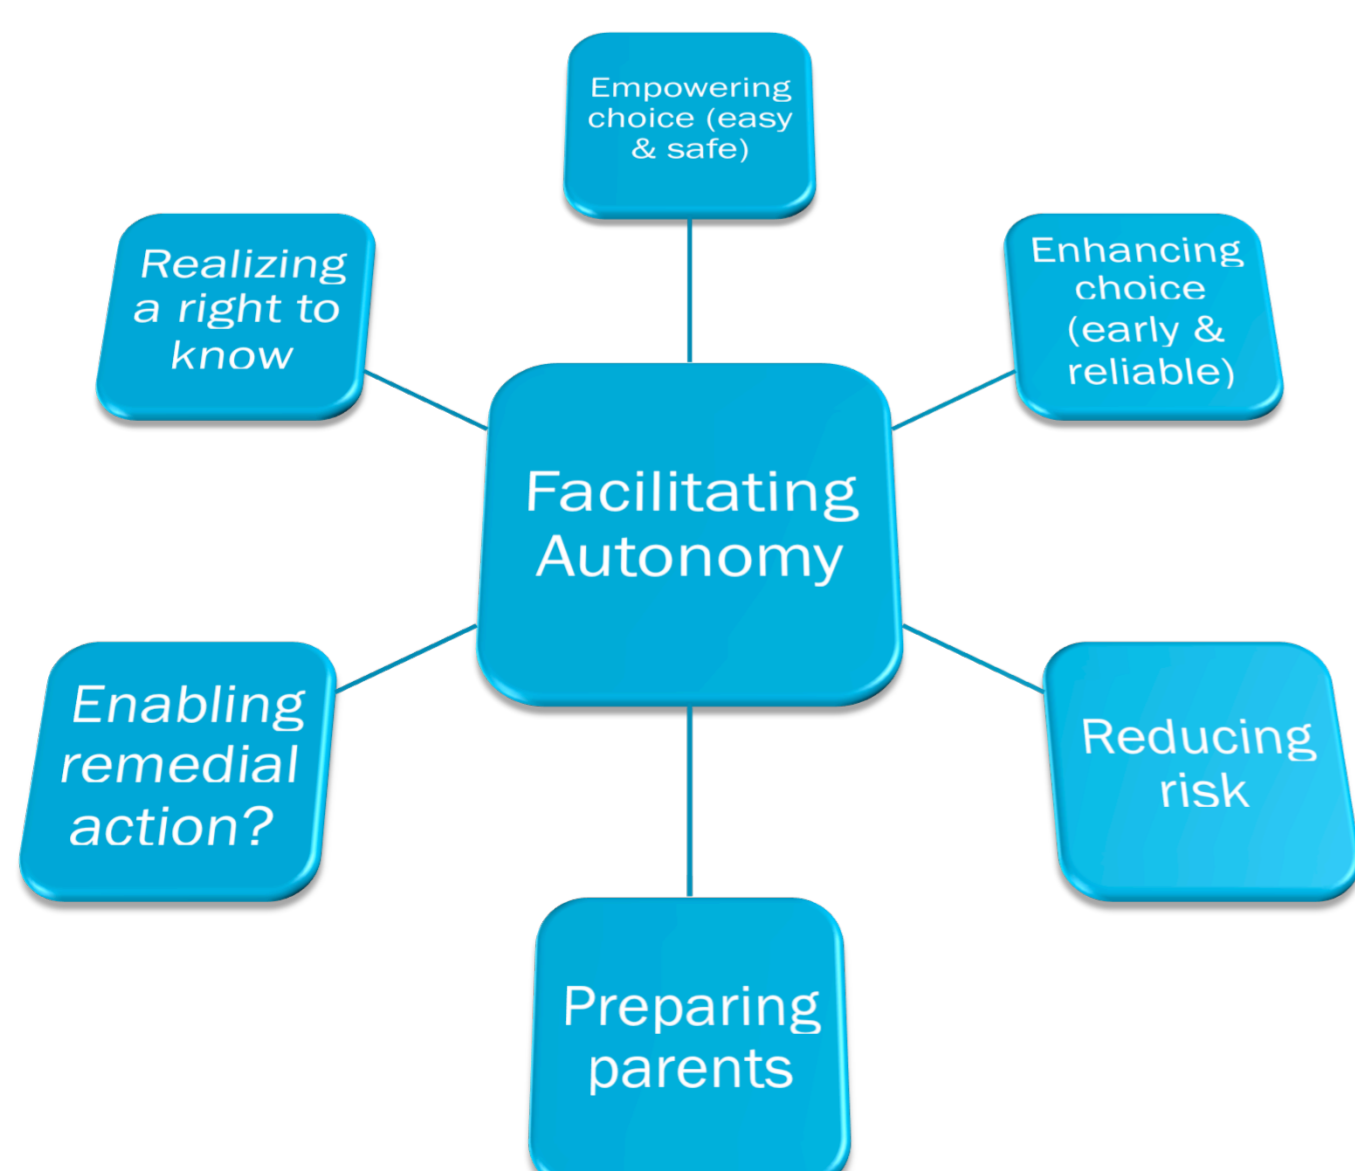 Empowering
choice (easy
& safe)
Enhancing
choice
(early &
reliable)
Reducing
risk
Preparing
parents
Enabling
remedial
action?
Realizing
a right to
know
Facilitating
Autonomy